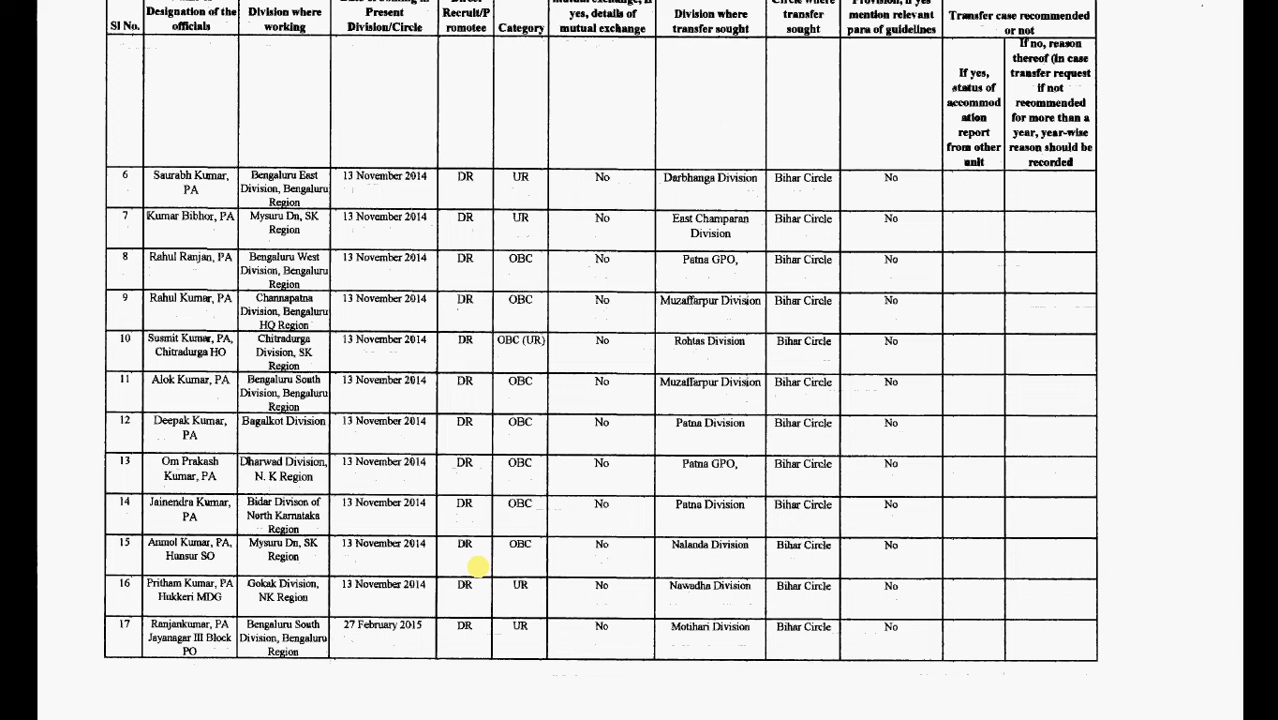 Sl No.
Designation of the
officials
Division where
working
Present
Division/Circle
Recruit/P
romotee
Category
yes, details of
mutual exchange
Division where
transfer sought
transfer
sought
mention relevant
para of guidelines
Transfer case recommended
or not
If yes,
status of
accommod
ation
report
from other
unit
If no, reason
thereof (in case
transfer request
if not
recommended
for more than a
year, year-wise
reason should be
recorded
6
Saurabh Kumar,
PA
Bengaluru East
Division, Bengaluru
Region
13 November 2014
DR
UR
No
Darbhanga Division
Bihar Circle
No
7
Kumar Bibhor, PA
Mysuru Dn, SK
Region
13 November 2014
DR
UR
No
East Champaran
Division
Bihar Circle
No
8
Rahul Ranjan, PA
Bengaluru West
Division, Bengaluru
Region
13 November 2014
DR
OBC
No
Patna GPO,
Bihar Circle
No
9
Rahul Kumar, PA
Channapatna
Division, Bengaluru
HQ Region
13 November 2014
DR
OBC
No
Muzaffarpur Division
Bihar Circle
No
10
Susmit Kumar, PA,
Chitradurga HO
Chitradurga
Division, SK
Region
13 November 2014
DR
OBC (UR)
No
Rohtas Division
Bihar Circle
No
11
Alok Kumar, PA
Bengaluru South
Division, Bengaluru
Region
13 November 2014
DR
OBC
No
Muzaffarpur Division
Bihar Circle
No
12
Deepak Kumar,
PA
Bagalkot Division
13 November 2014
DR
OBC
No
Patna Division
Bihar Circle
No
13
Om Prakash
Kumar, PA
Dharwad Division,
N. K Region
13 November 2014
DR
OBC
No
Patna GPO,
Bihar Circle
No
14
Jainendra Kumar,
PA
Bidar Divison of
North Karnataka
Region
13 November 2014
DR
OBC
No
Patna Division
Bihar Circle
No
15
Anmol Kumar, PA,
Hunsur SO
Mysuru Dn, SK
Region
13 November 2014
DR
OBC
No
Nalanda Division
Bihar Circle
No
16
Pritham Kumar, PA
Hukkeri MDG
Gokak Division,
NK Region
13 November 2014
DR
UR
No
Nawadha Division
Bihar Circle
No
17
Ranjankumar, PA
Jayanagar III Block
PO
Bengaluru South
Division, Bengaluru
Region
27 February 2015
DR
UR
No
Motihari Division
Bihar Circle
No